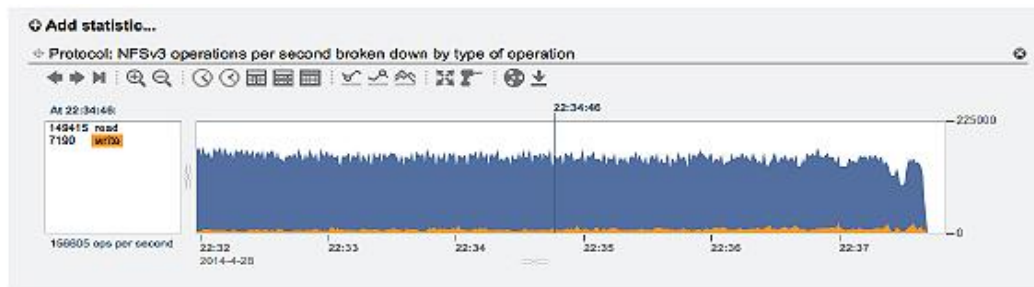 Add statistic...
Protocol: NFSv3 operations per second broken down by type of operation
At 22:34:46:
22:34:46
149415 read
7190 write
225000
0
156605 ops per second
22:32
22:33
22:34
22:35
22:36
22:37
2014-4-28